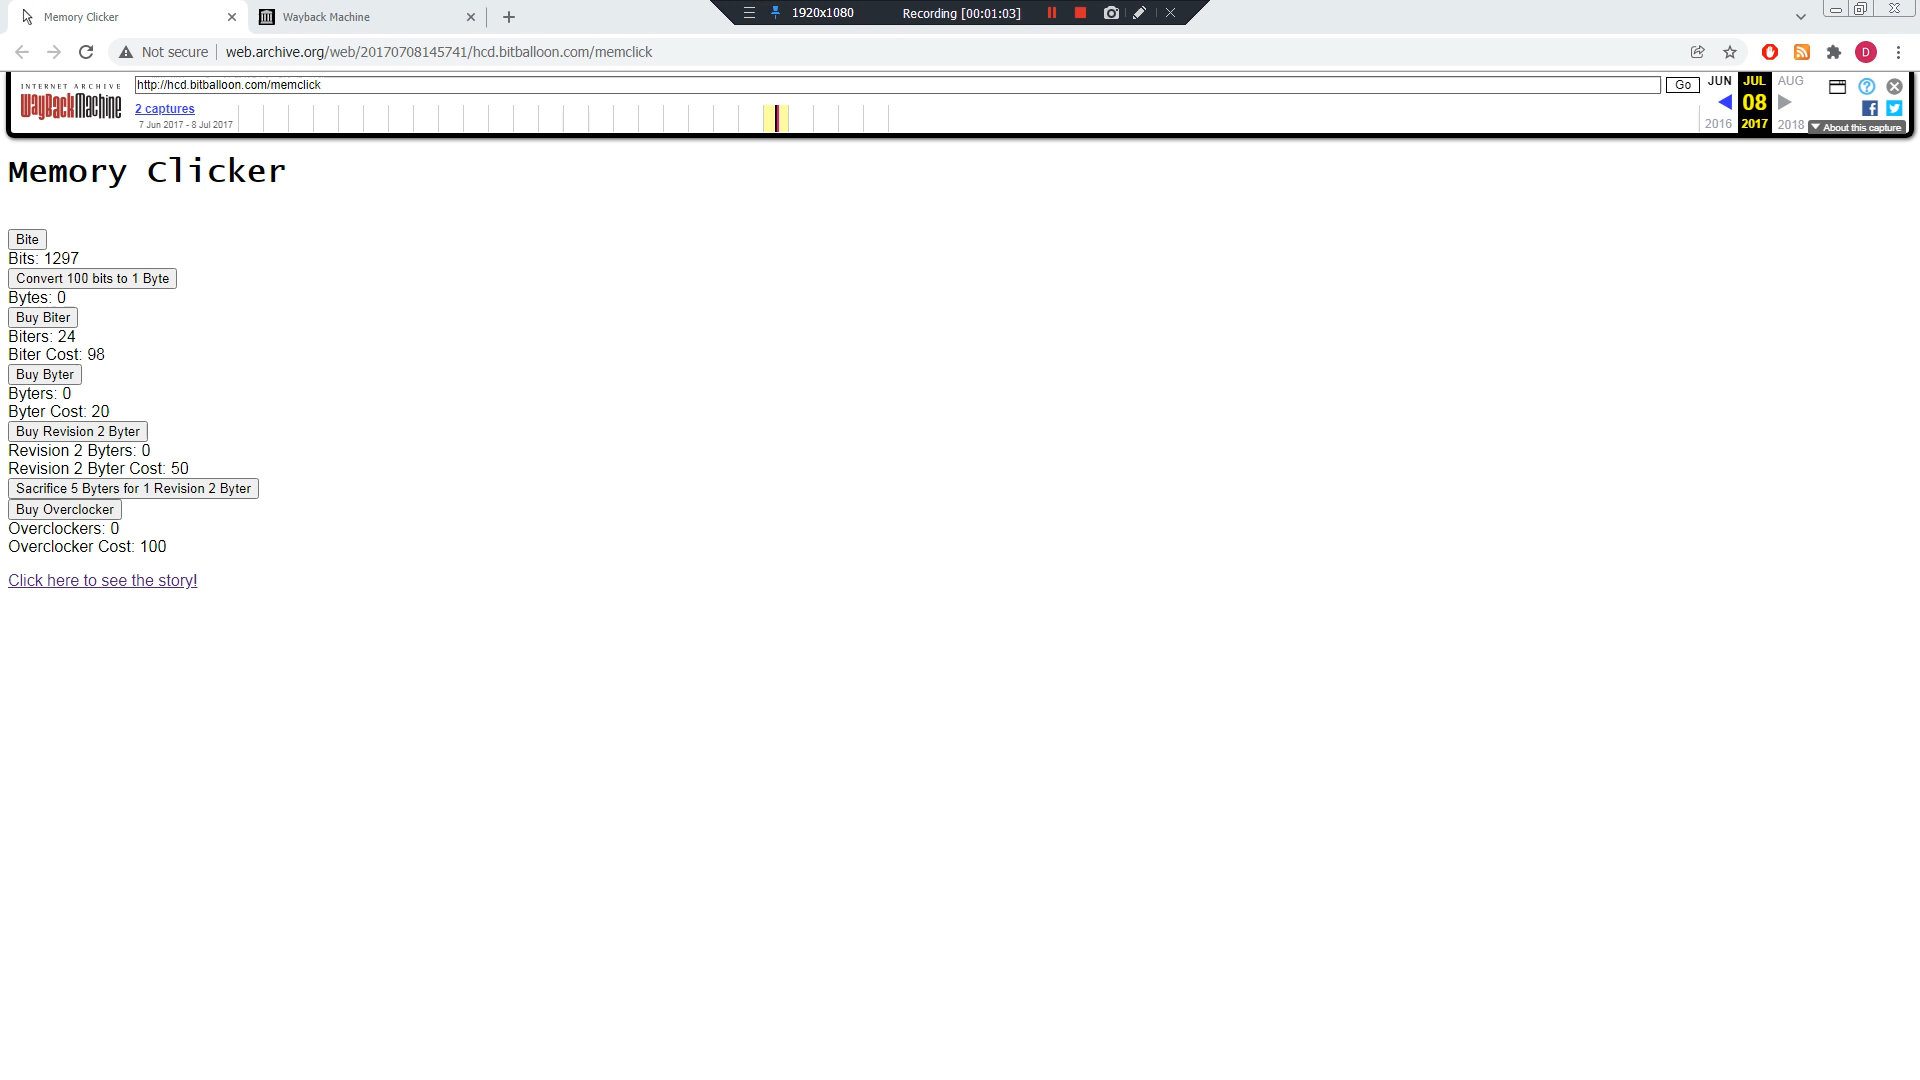 Memory Clicker
Wayback Machine
1920x1080
Recording [00:01:03]
Not secure
web.archive.org/web/20170708145741/hcd.bitballoon.com/memclick
D
INTERNET ARCHIVE
WayBackMachine
http://hcd.bitballoon.com/memclick
Go
JUN
JUL
AUG
2 captures
08
7 Jun 2017 - 8 Jul 2017
2016
2017
2018
About this capture
Memory Clicker
Bite
Bits: 1297
Convert 100 bits to 1 Byte
Bytes: 0
Buy Biter
Biters: 24
Biter Cost: 98
Buy Byter
Byters: 0
Byter Cost: 20
Buy Revision 2 Byter
Revision 2 Byters: 0
Revision 2 Byter Cost: 50
Sacrifice 5 Byters for 1 Revision 2 Byter
Buy Overclocker
Overclockers: 0
Overclocker Cost: 100
Click here to see the story!